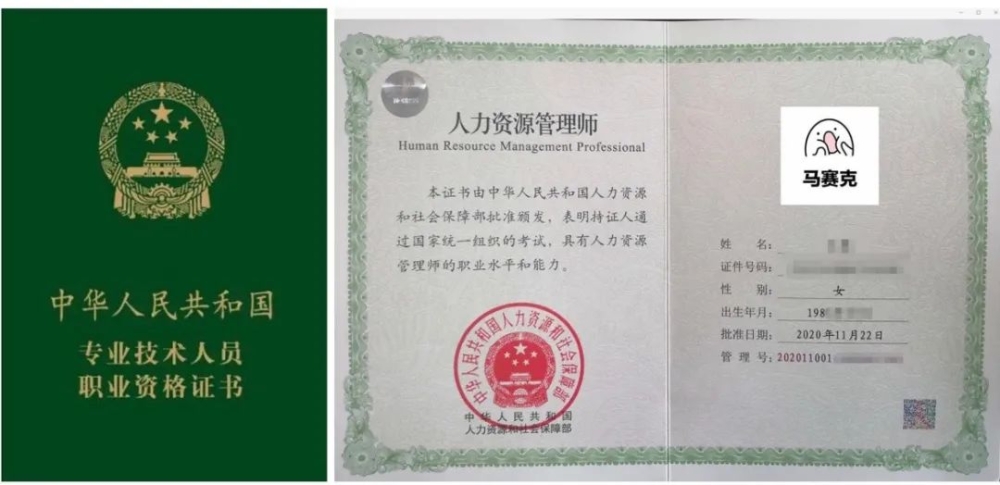 中华人民共和国
专业技术人员
职业资格证书
人力资源管理师
Human Resource Management Professional
本证书由中华人民共和国人力资源
和社会保障部批准颁发，表明持证人通
过国家统一组织的考试，具有人力资源
管理师的职业水平和能力。
中华人民共和国人力资源和社会保障部
中华人民共和国
人力资源和社会保障部
马赛克
姓 名：
证件号码：
性 别： 女
出生年月： 198
批准日期： 2020年11月22日
管 理 号： 202011001